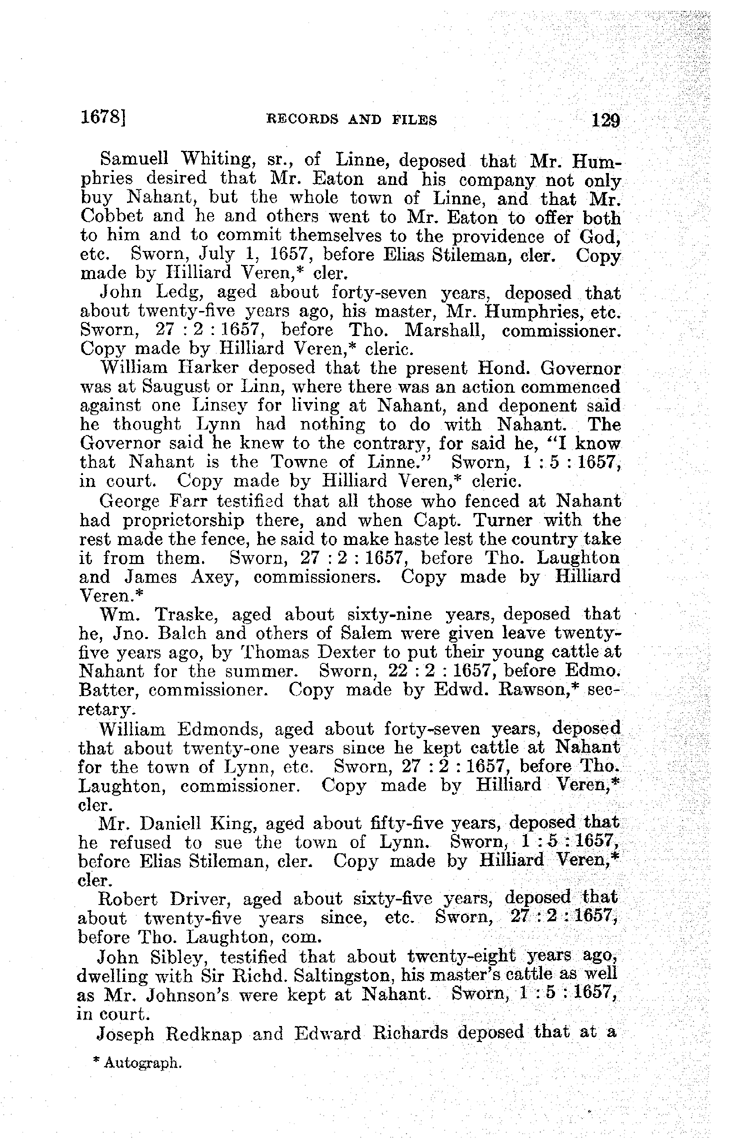 1678] RECORDS AND FILES 129
Samuell Whiting, sr., of Linne, deposed that Mr. Hum-
phries desired that Mr. Eaton and his company not only
buy Nahant, but the whole town of Linne, and that Mr.
Cobbet and he and others went to Mr. Eaton to offer both
to him and to commit themselves to the providence of God,
etc. Sworn, July 1, 1657, before Elias Stileman, cler. Copy
made by Hilliard Veren,* cler.
John Ledg, aged about forty-seven years, deposed that
about twenty-five years ago, his master, Mr. Humphries, etc.
Sworn, 27 : 2 : 1657, before Tho. Marshall, commissioner.
Copy made by Hilliard Veren,* cleric.
William Harker deposed that the present Hond. Governor
was at Saugust or Linn, where there was an action commenced
against one Linsey for living at Nahant, and deponent said
he thought Lynn had nothing to do with Nahant. The
Governor said he knew to the contrary, for said he, "I know
that Nahant is the Towne of Linne." Sworn, 1 : 5 : 1657,
in court. Copy made by Hilliard Veren,* cleric.
George Farr testified that all those who fenced at Nahant
had proprietorship there, and when Capt. Turner with the
rest made the fence, he said to make haste lest the country take
it from them. Sworn, 27 : 2 : 1657, before Tho. Laughton
and James Axey, commissioners. Copy made by Hilliard
Veren.*
Wm. Traske, aged about sixty-nine years, deposed that
he, Jno. Balch and others of Salem were given leave twenty-
five years ago, by Thomas Dexter to put their young cattle at
Nahant for the summer. Sworn, 22 : 2 : 1657, before Edmo.
Batter, commissioner. Copy made by Edwd. Rawson,* sec-
retary.
William Edmonds, aged about forty-seven years, deposed
that about twenty-one years since he kept cattle at Nahant
for the town of Lynn, etc. Sworn, 27 : 2 : 1657, before Tho.
Laughton, commissioner. Copy made by Hilliard Veren,*
cler.
Mr. Daniell King, aged about fifty-five years, deposed that
he refused to sue the town of Lynn. Sworn, 1 : 5 : 1657,
before Elias Stileman, cler. Copy made by Hilliard Veren,*
cler.
Robert Driver, aged about sixty-five years, deposed that
about twenty-five years since, etc. Sworn, 27 : 2 : 1657,
before Tho. Laughton, com.
John Sibley, testified that about twenty-eight years ago,
dwelling with Sir Richd. Saltingston, his master's cattle as well
as Mr. Johnson's were kept at Nahant. Sworn, 1 : 5 : 1657,
in court.
Joseph Redknap and Edward Richards deposed that at a
* Autograph.